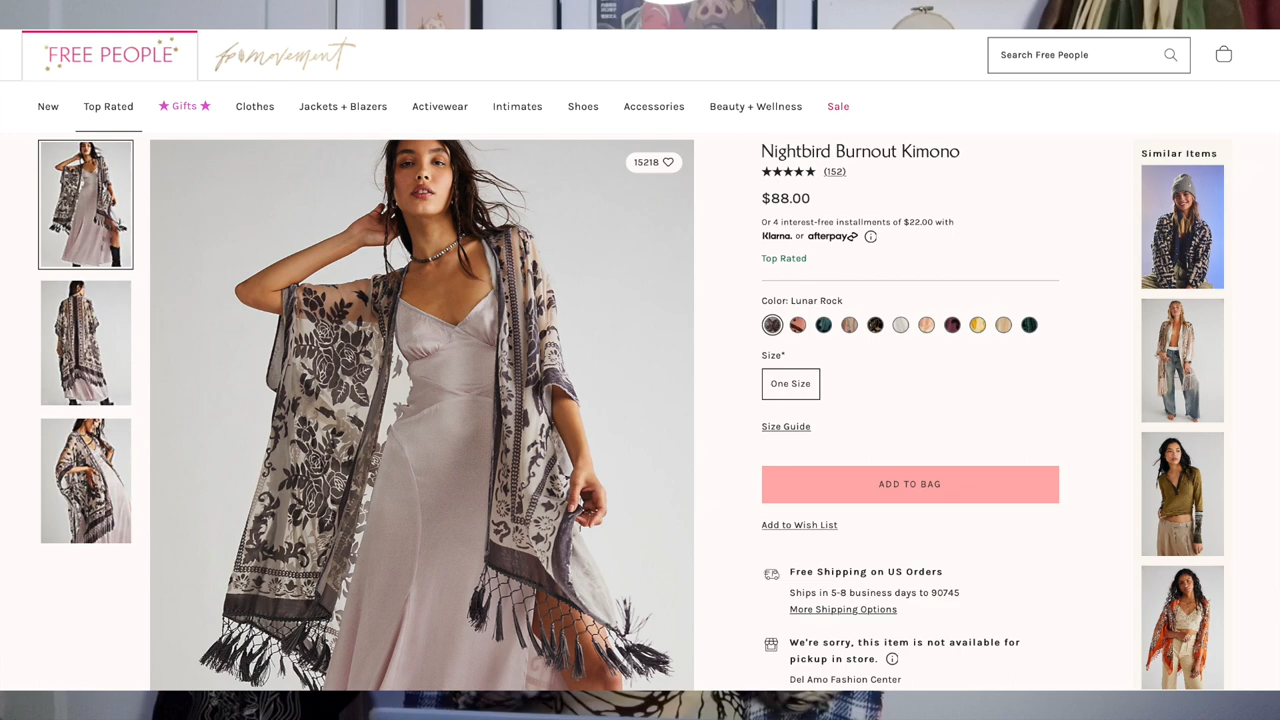 FREE PEOPLE
fp movement
Search Free People
New
Top Rated
Gifts
Clothes
Jackets + Blazers
Activewear
Intimates
Shoes
Accessories
Beauty + Wellness
Sale
15218
Nightbird Burnout Kimono
(152)
$88.00
Or 4 interest-free installments of $22.00 with
Klarna. or afterpay
Top Rated
Color: Lunar Rock
Size*
One Size
Size Guide
ADD TO BAG
Add to Wish List
Free Shipping on US Orders
Ships in 5-8 business days to 90745
More Shipping Options
We're sorry, this item is not available for
pickup in store.
Del Amo Fashion Center
Similar Items